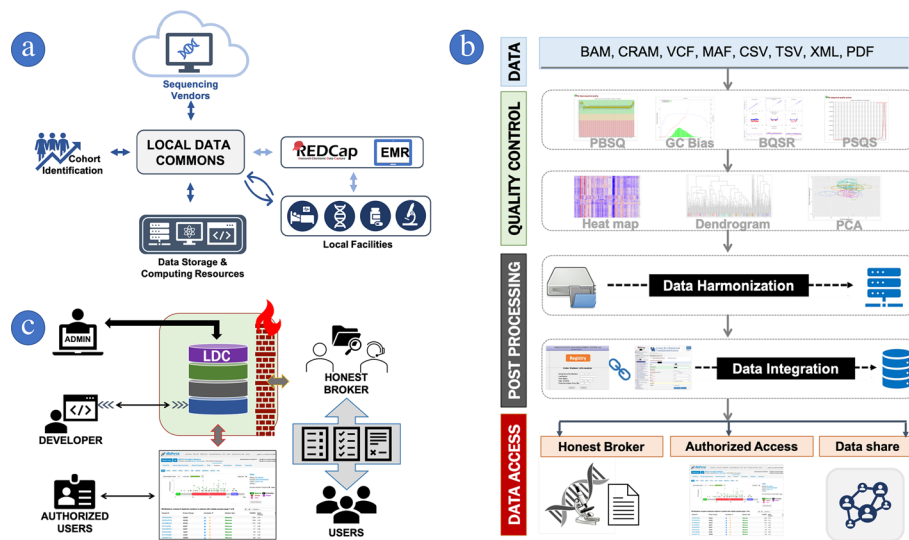 a
Sequencing
Vendors
Cohort
Identification
LOCAL DATA
COMMONS
REDCap
EMR
Local Facilities
Data Storage &
Computing Resources
b
DATA
BAM, CRAM, VCF, MAF, CSV, TSV, XML, PDF
QUALITY CONTROL
PBSQ
GC Bias
BQSR
PSQS
Heat map
Dendrogram
PCA
POST PROCESSING
Data Harmonization
Registry
Data Integration
DATA ACCESS
Honest Broker
Authorized Access
Data share
c
ADMIN
LDC
HONEST
BROKER
DEVELOPER
AUTHORIZED
USERS
USERS